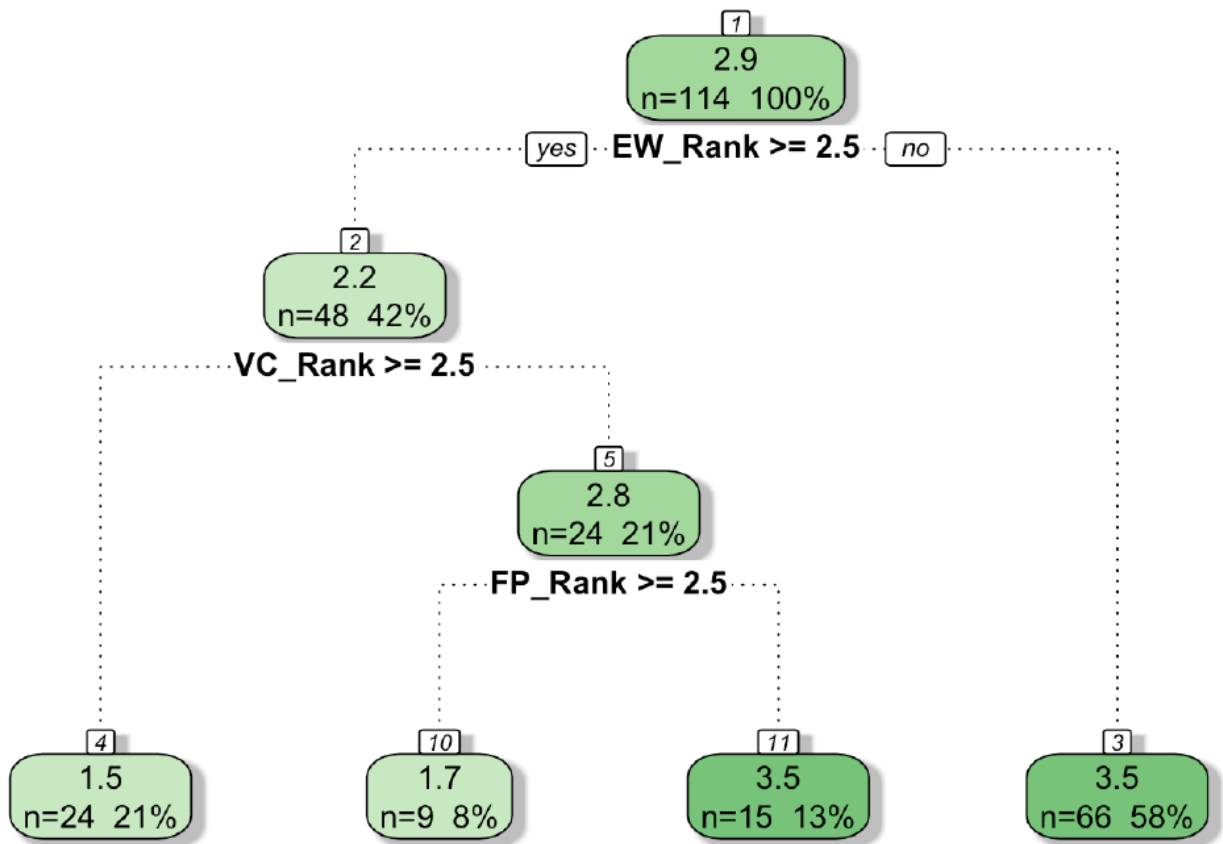 1
2.9
n=114 100%
yes EW_Rank >= 2.5 no
2
2.2
n=48 42%
VC_Rank >= 2.5
5
2.8
n=24 21%
FP_Rank >= 2.5
4
1.5
n=24 21%
10
1.7
n=9 8%
11
3.5
n=15 13%
3
3.5
n=66 58%